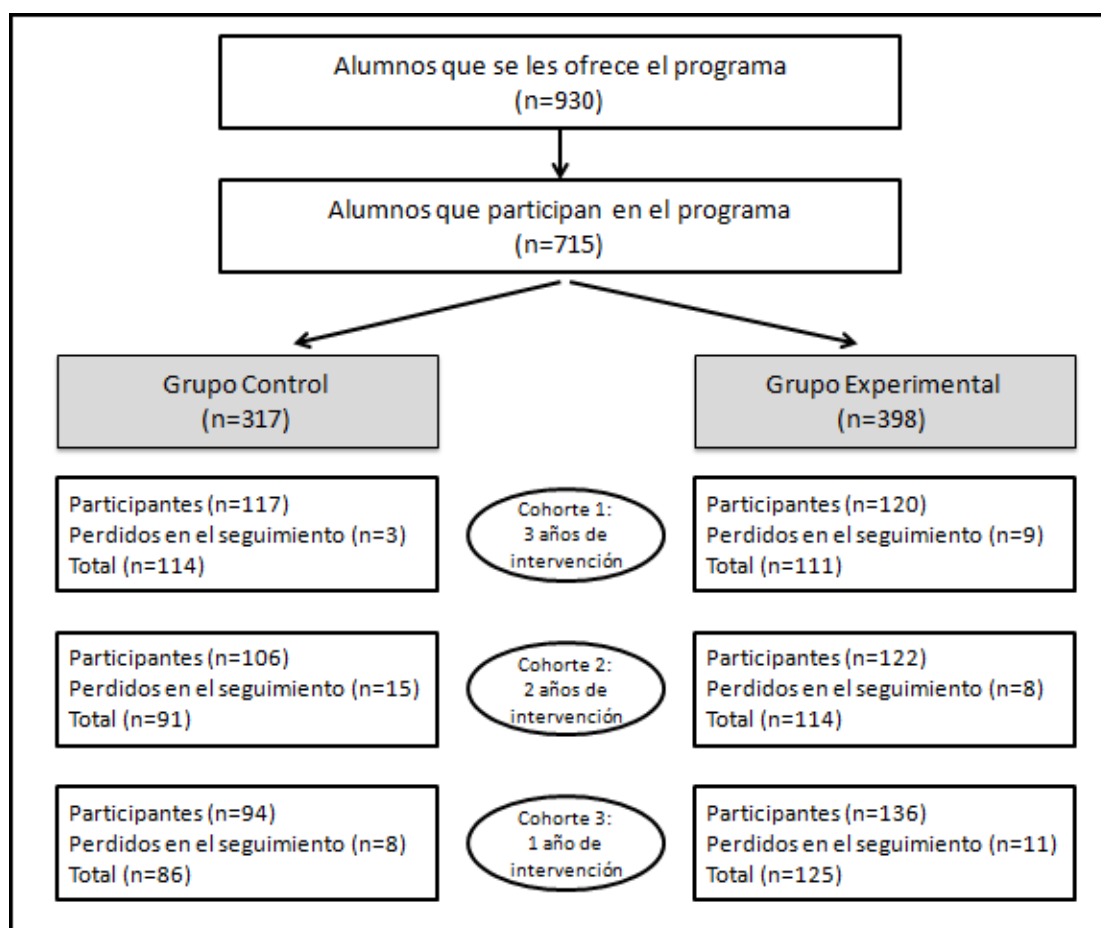 Alumnos que se les ofrece el programa
(n=930)
Alumnos que participan en el programa
(n=715)
Grupo Control
(n=317)
Grupo Experimental
(n=398)
Participantes (n=117)
Perdidos en el seguimiento (n=3)
Total (n=114)
Cohorte 1:
3 años de
intervención
Participantes (n=120)
Perdidos en el seguimiento (n=9)
Total (n=111)
Participantes (n=106)
Perdidos en el seguimiento (n=15)
Total (n=91)
Cohorte 2:
2 años de
intervención
Participantes (n=122)
Perdidos en el seguimiento (n=8)
Total (n=114)
Participantes (n=94)
Perdidos en el seguimiento (n=8)
Total (n=86)
Cohorte 3:
1 año de
intervención
Participantes (n=136)
Perdidos en el seguimiento (n=11)
Total (n=125)